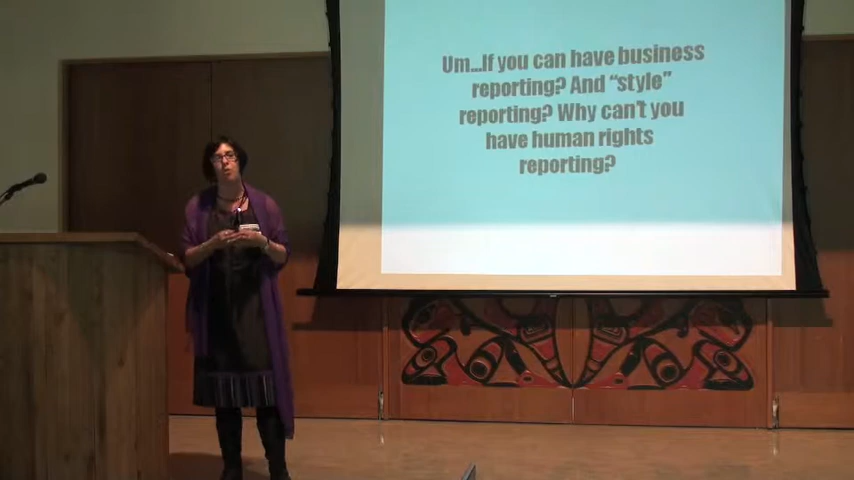 Um...If you can have business
reporting? And "style"
reporting? Why can't you
have human rights
reporting?